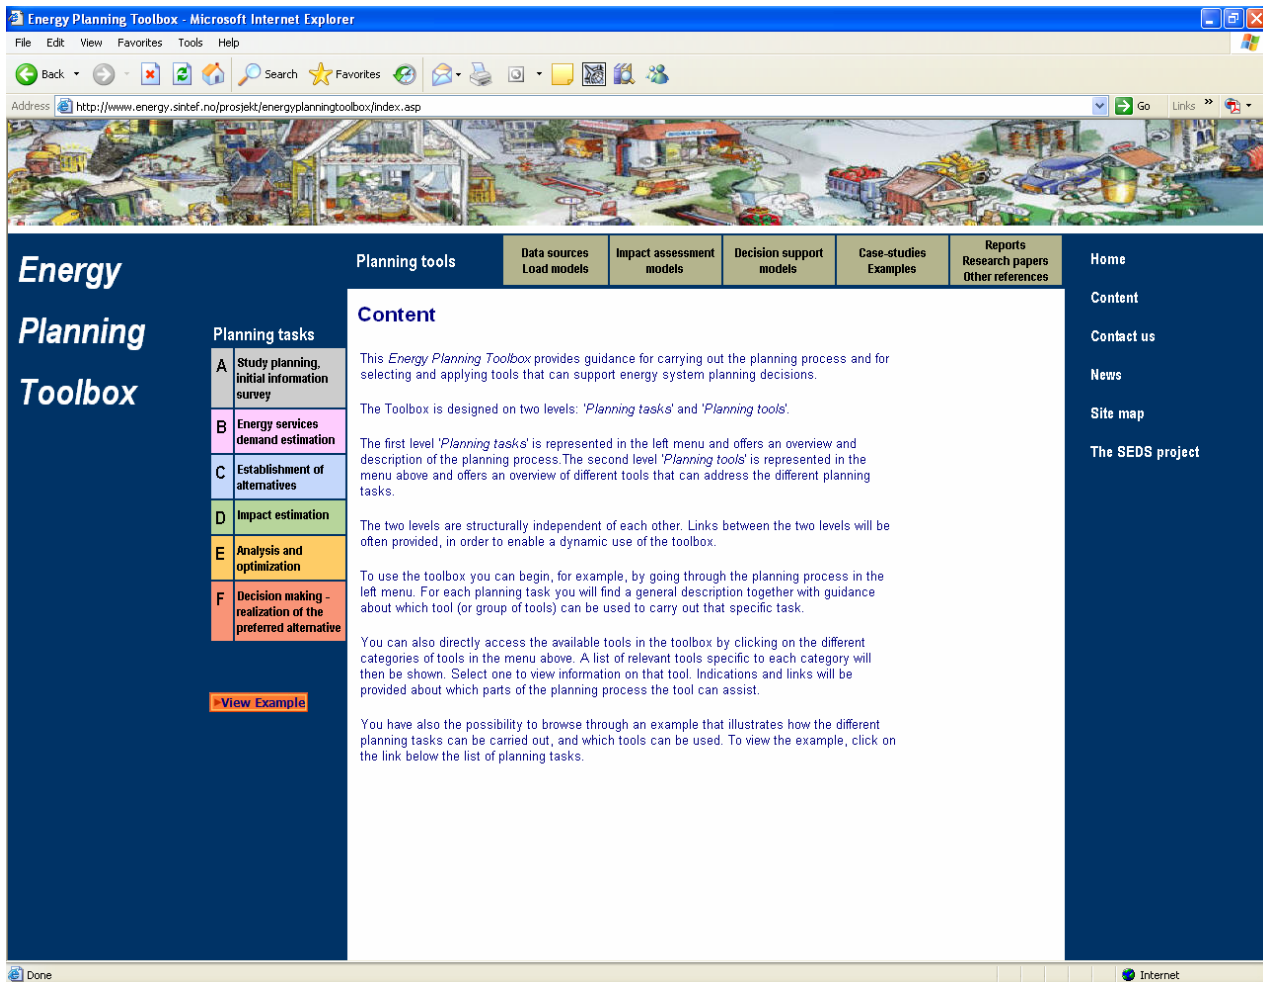 Energy Planning Toolbox - Microsoft Internet Explorer
File Edit View Favorites Tools Help
Back Search Favorites
Address http://www.energy.sintef.no/prosjekt/energyplanningtoolbox/index.asp Go Links »
Energy
Planning
Toolbox
Planning tools
Data sources
Load models
Impact assessment
models
Decision support
models
Case-studies
Examples
Reports
Research papers
Other references
Home
Content
Contact us
News
Site map
The SEDS project
Planning tasks
A Study planning,
initial information
survey
B Energy services
demand estimation
C Establishment of
alternatives
D Impact estimation
E Analysis and
optimization
F Decision making -
realization of the
preferred alternative
View Example
Content
This Energy Planning Toolbox provides guidance for carrying out the planning process and for
selecting and applying tools that can support energy system planning decisions.
The Toolbox is designed on two levels: 'Planning tasks' and 'Planning tools'.
The first level 'Planning tasks' is represented in the left menu and offers an overview and
description of the planning process.The second level 'Planning tools' is represented in the
menu above and offers an overview of different tools that can address the different planning
tasks.
The two levels are structurally independent of each other. Links between the two levels will be
often provided, in order to enable a dynamic use of the toolbox.
To use the toolbox you can begin, for example, by going through the planning process in the
left menu. For each planning task you will find a general description together with guidance
about which tool (or group of tools) can be used to carry out that specific task.
You can also directly access the available tools in the toolbox by clicking on the different
categories of tools in the menu above. A list of relevant tools specific to each category will
then be shown. Select one to view information on that tool. Indications and links will be
provided about which parts of the planning process the tool can assist.
You have also the possibility to browse through an example that illustrates how the different
planning tasks can be carried out, and which tools can be used. To view the example, click on
the link below the list of planning tasks.
Done
Internet